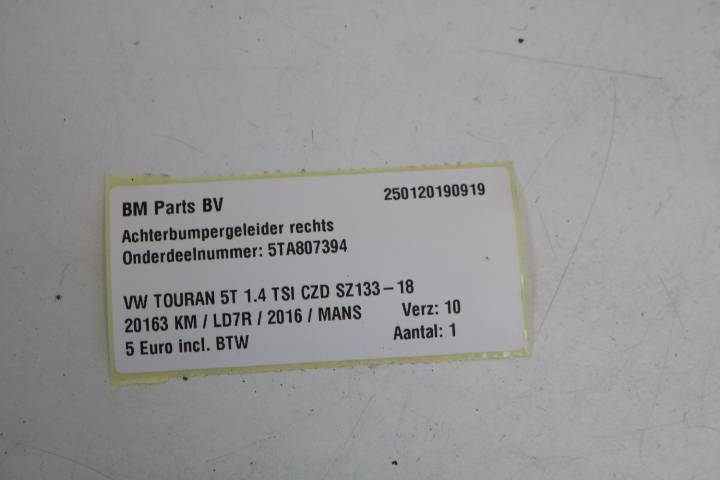 BM Parts BV 250120190919
Achterbumpergeleider rechts
Onderdeelnummer: 5TA807394
VW TOURAN 5T 1.4 TSI CZD SZ133-18
20163 KM / LD7R / 2016 / MANS Verz: 10
5 Euro incl. BTW Aantal: 1